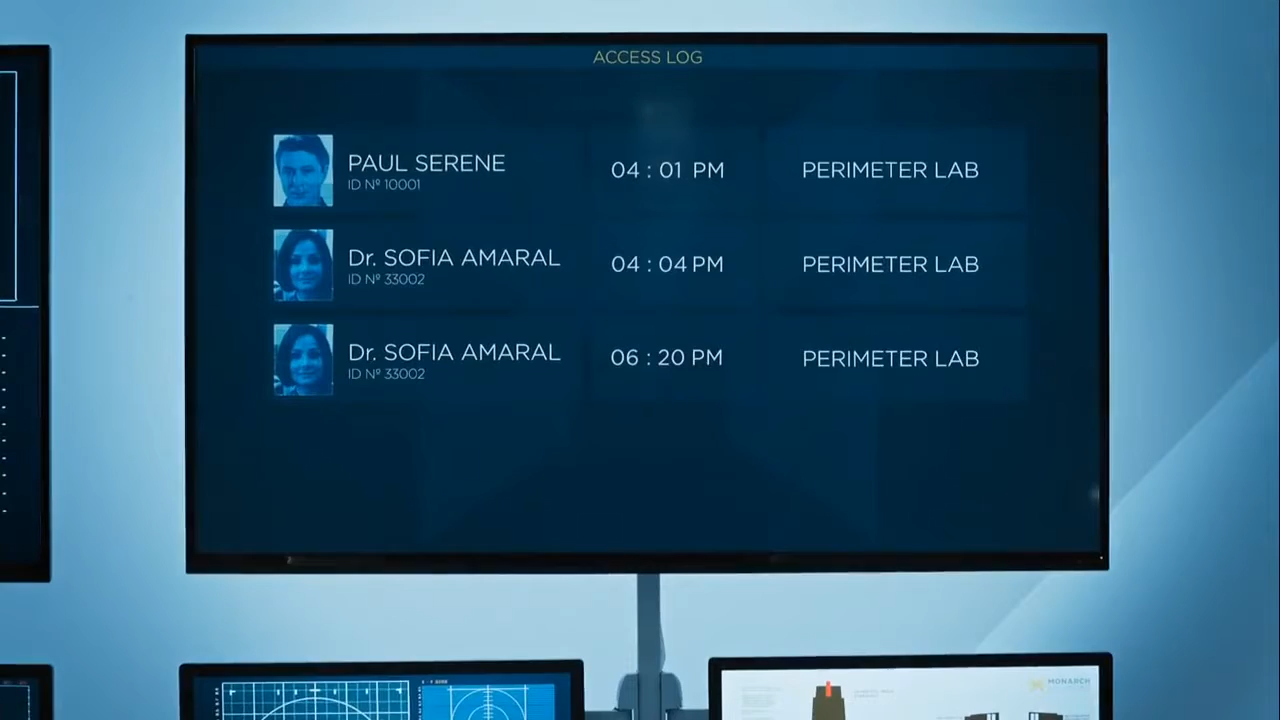 ACCESS LOG
PAUL SERENE
ID Nº 10001
04 : 01 PM
PERIMETER LAB
Dr. SOFIA AMARAL
ID Nº 33002
04 : 04 PM
PERIMETER LAB
Dr. SOFIA AMARAL
ID Nº 33002
06 : 20 PM
PERIMETER LAB
MONARCH